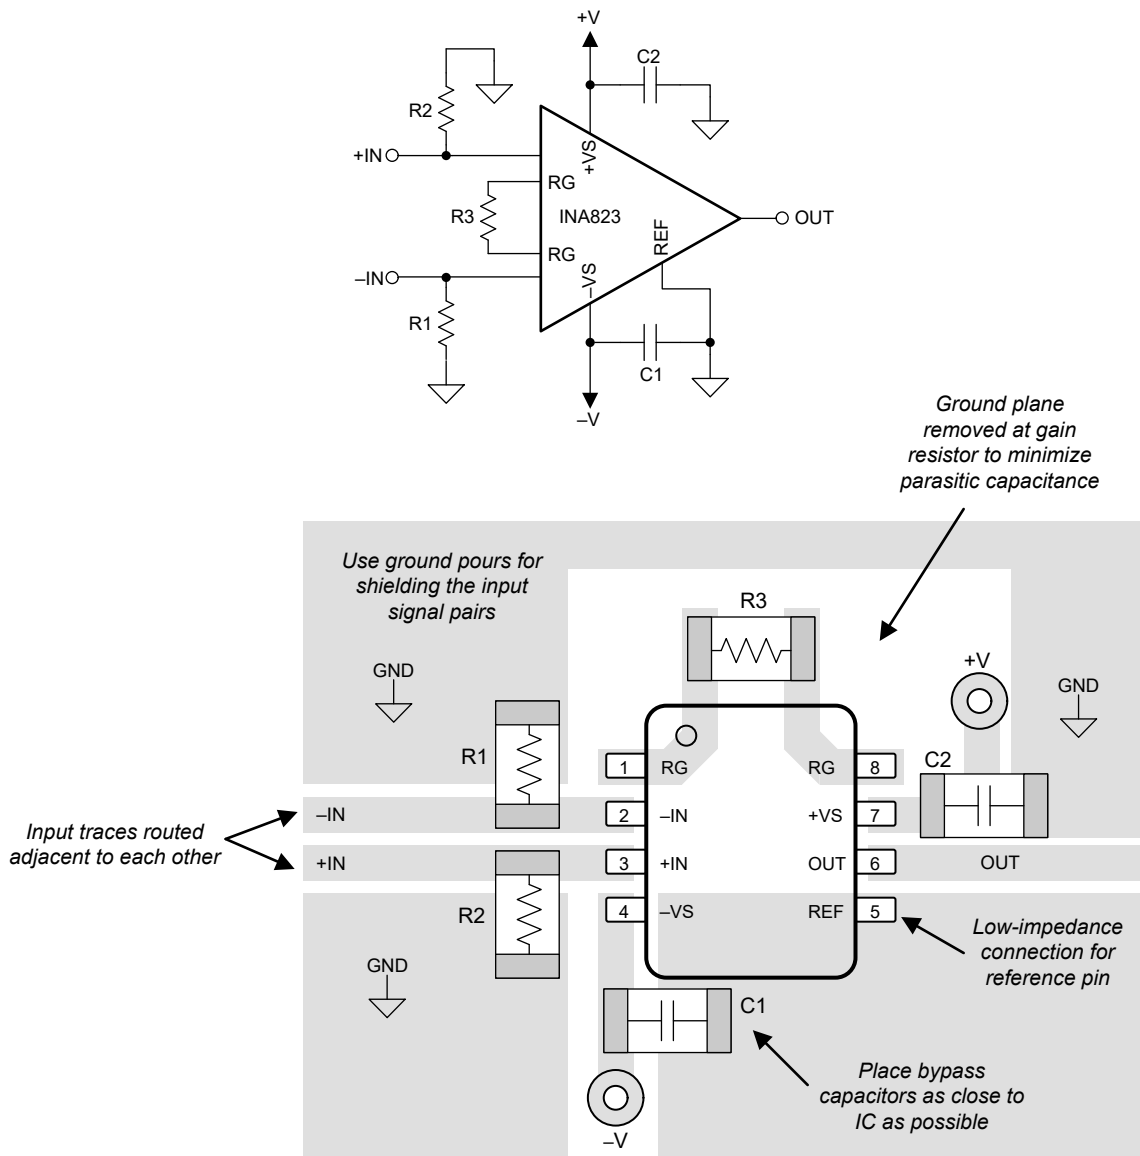 +V
C2
R2
+IN
+VS
RG
R3
INA823
OUT
REF
RG
–IN
–VS
R1
C1
–V
Ground plane
removed at gain
resistor to minimize
parasitic capacitance
Use ground pours for
shielding the input
signal pairs
R3
GND
+V
GND
R1
C2
1
RG
RG
8
–IN
2
–IN
+VS
7
Input traces routed
adjacent to each other
+IN
3
+IN
OUT
6
OUT
R2
4
–VS
REF
5
Low-impedance
connection for
reference pin
GND
C1
Place bypass
capacitors as close to
IC as possible
–V